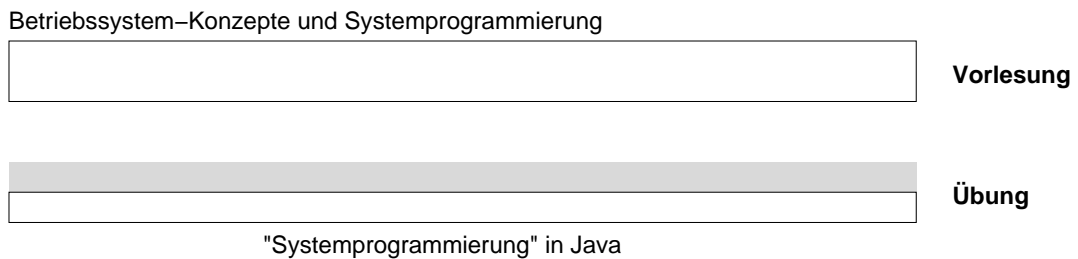 Betriebssystem−Konzepte und Systemprogrammierung
Vorlesung
Übung
"Systemprogrammierung" in Java